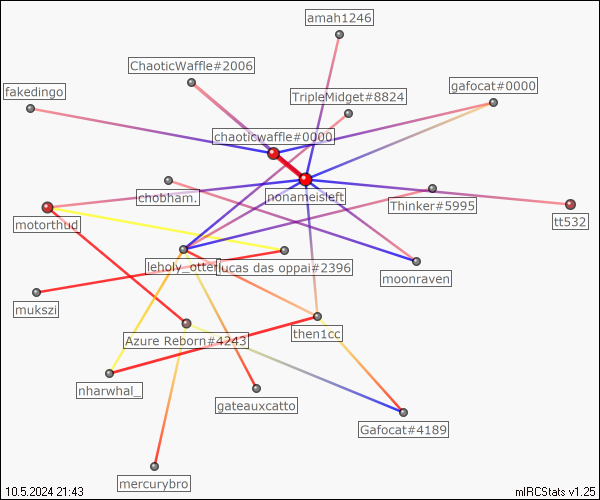 amah1246
ChaoticWaffle#2006
fakedingo
TripleMidget#8824
gafocat#0000
chaoticwaffle#0000
chobham.
nonameisleft
Thinker#5995
tt532
motorthud
leholy_otter
lucas das oppai#2396
moonraven
mukszi
Azure Reborn#4243
then1cc
nharwhal_
gateauxcatto
Gafocat#4189
mercurybro
10.5.2024 21:43
mIRCStats v1.25